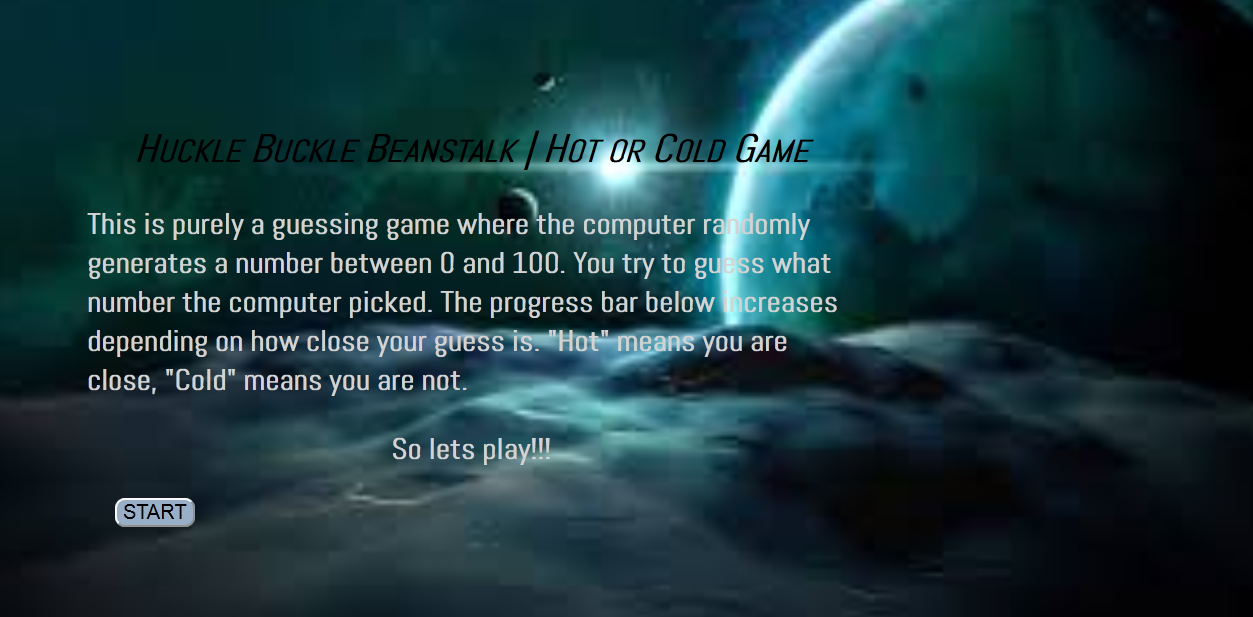 Huckle Buckle Beanstalk | Hot or Cold Game
This is purely a guessing game where the computer randomly
generates a number between 0 and 100. You try to guess what
number the computer picked. The progress bar below increases
depending on how close your guess is. "Hot" means you are
close, "Cold" means you are not.
So lets play!!!
START